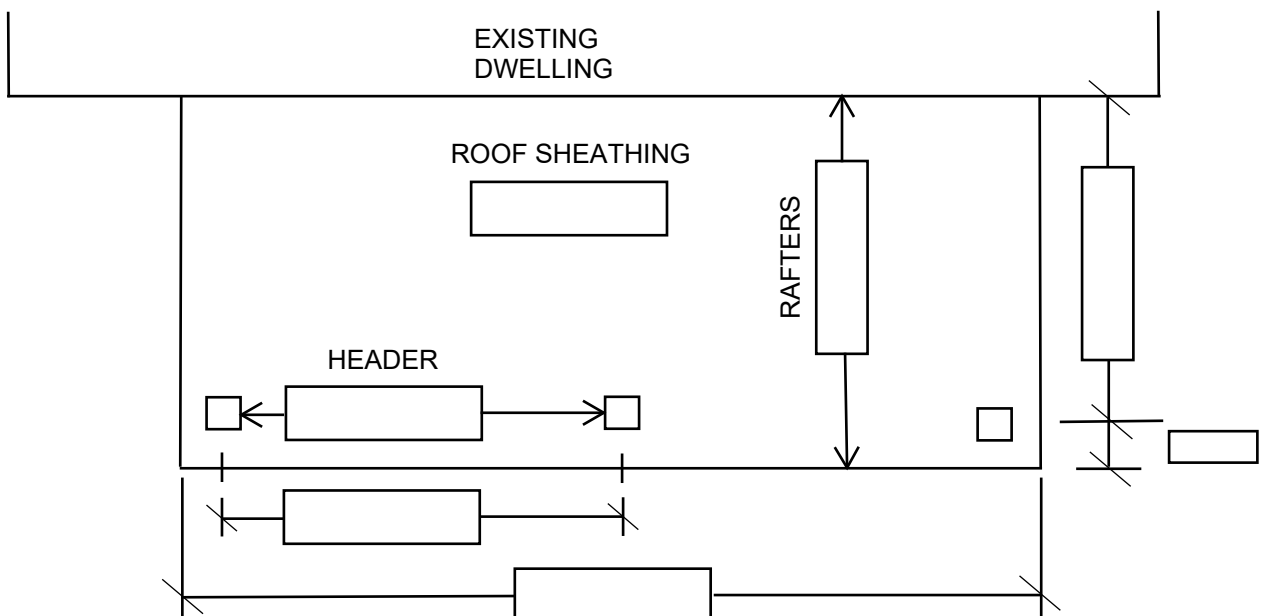 EXISTING
DWELLING
ROOF SHEATHING
RAFTERS
HEADER